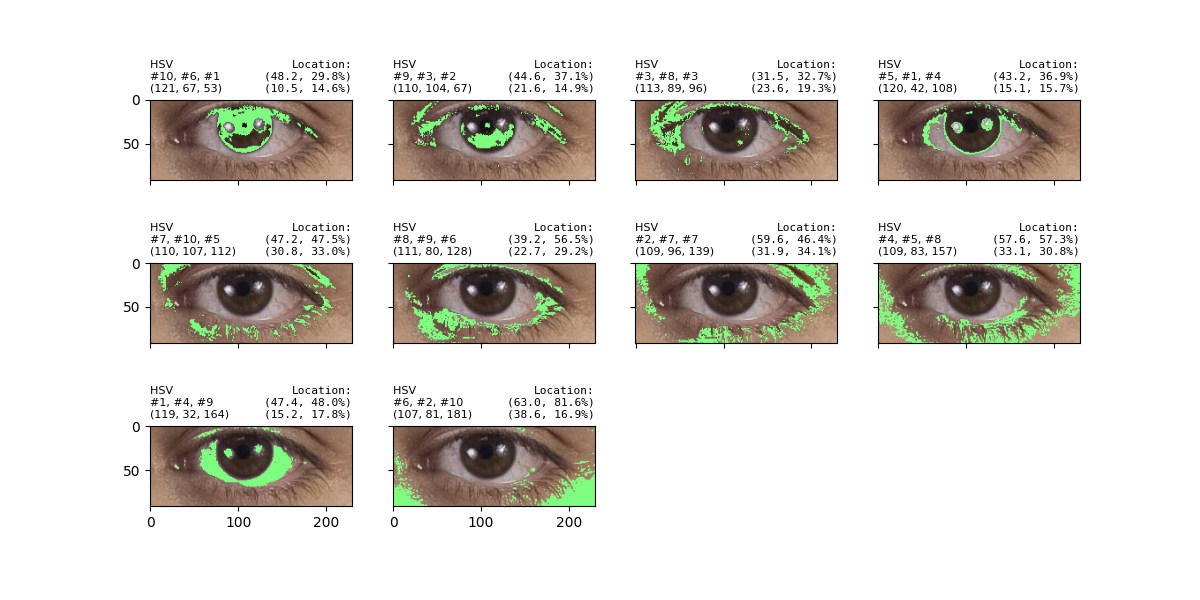 HSV Location:
#10, #6, #1 (48.2, 29.8%)
(121, 67, 53) (10.5, 14.6%)
HSV Location:
#9, #3, #2 (44.6, 37.1%)
(110, 104, 67) (21.6, 14.9%)
HSV Location:
#3, #8, #3 (31.5, 32.7%)
(113, 89, 96) (23.6, 19.3%)
HSV Location:
#5, #1, #4 (43.2, 36.9%)
(120, 42, 108) (15.1, 15.7%)
0
50
HSV Location:
#7, #10, #5 (47.2, 47.5%)
(110, 107, 112) (30.8, 33.0%)
HSV Location:
#8, #9, #6 (39.2, 56.5%)
(111, 80, 128) (22.7, 29.2%)
HSV Location:
#2, #7, #7 (59.6, 46.4%)
(109, 96, 139) (31.9, 34.1%)
HSV Location:
#4, #5, #8 (57.6, 57.3%)
(109, 83, 157) (33.1, 30.8%)
0
50
HSV Location:
#1, #4, #9 (47.4, 48.0%)
(119, 32, 164) (15.2, 17.8%)
HSV Location:
#6, #2, #10 (63.0, 81.6%)
(107, 81, 181) (38.6, 16.9%)
0
50
0 100 200
0 100 200